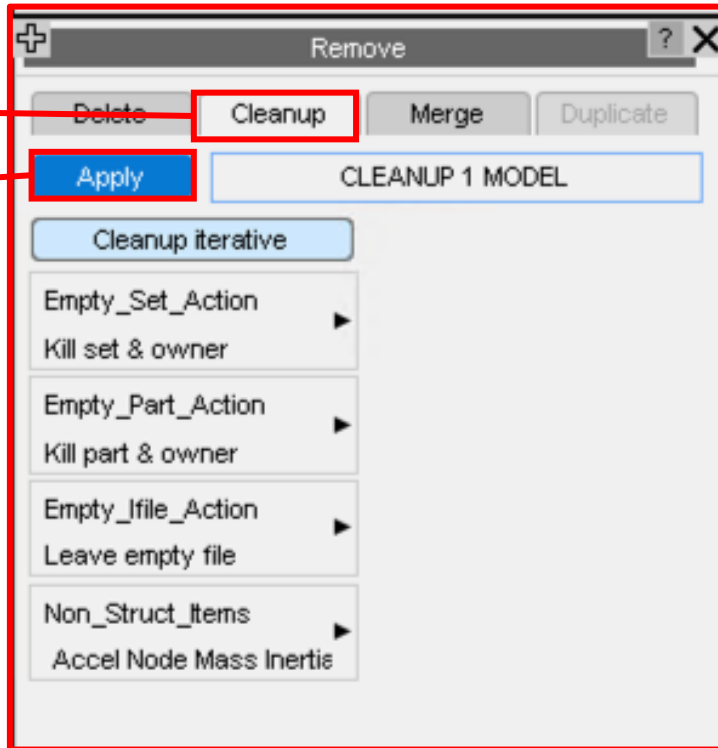 Remove ?
Delete Cleanup Merge Duplicate
Apply CLEANUP 1 MODEL
Cleanup iterative
Empty_Set_Action
Kill set & owner
Empty_Part_Action
Kill part & owner
Empty_Ifile_Action
Leave empty file
Non_Struct_Items
Accel Node Mass Inertia